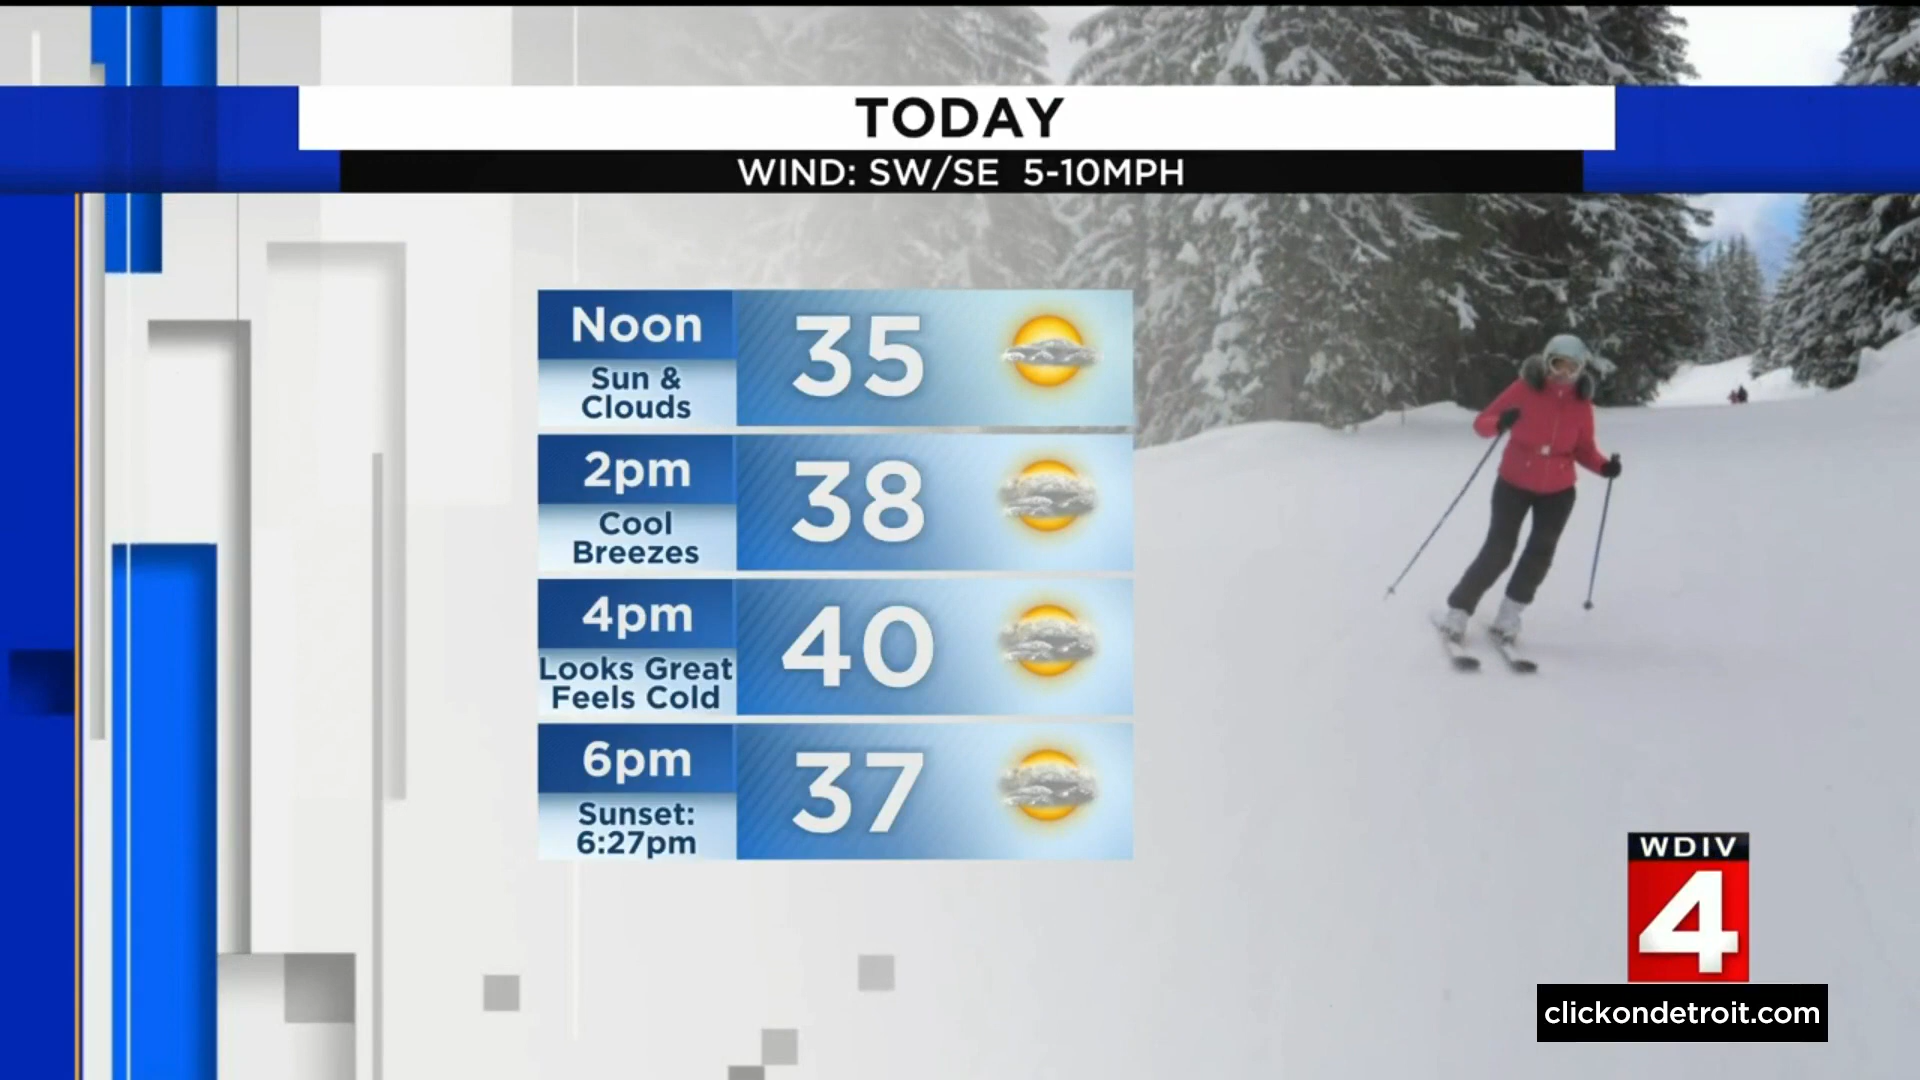 TODAY
WIND: SW/SE 5-10MPH
Noon
Sun &
Clouds
35
2pm
Cool
Breezes
38
4pm
Looks Great
Feels Cold
40
6pm
Sunset:
6:27pm
37
WDIV
4
clickondetroit.com